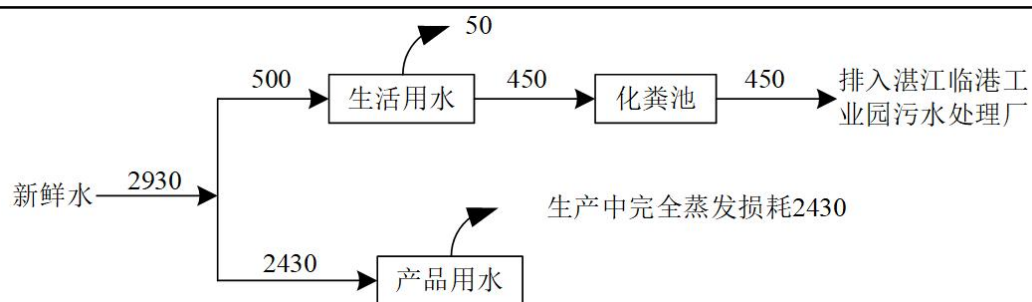 50
500
生活用水
450
化粪池
450
排入湛江临港工
业园污水处理厂
新鲜水
2930
生产中完全蒸发损耗2430
2430
产品用水